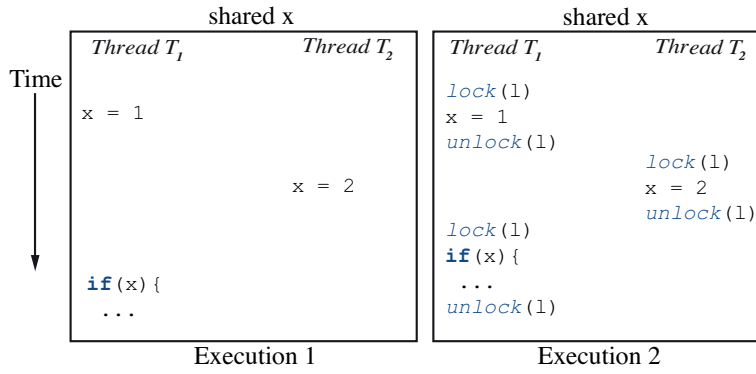 shared x
Thread T1 Thread T2
Time
x = 1
x = 2
if(x){
...
Execution 1
shared x
Thread T1 Thread T2
lock(l)
x = 1
unlock(l)
lock(l)
x = 2
unlock(l)
lock(l)
if(x){
...
unlock(l)
Execution 2